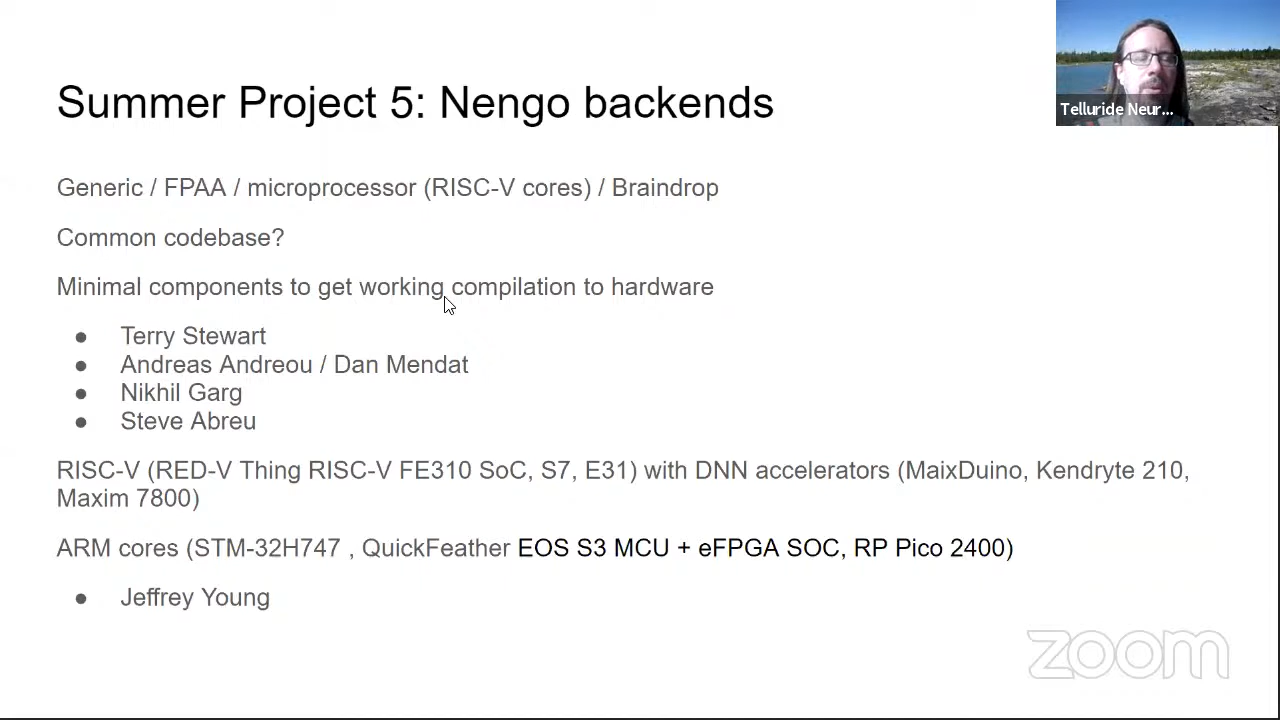 Summer Project 5: Nengo backends
Telluride Neur...
Generic / FPAA / microprocessor (RISC-V cores) / Braindrop
Common codebase?
Minimal components to get working compilation to hardware
● Terry Stewart
● Andreas Andreou / Dan Mendat
● Nikhil Garg
● Steve Abreu
RISC-V (RED-V Thing RISC-V FE310 SoC, S7, E31) with DNN accelerators (MaixDuino, Kendryte 210,
Maxim 7800)
ARM cores (STM-32H747 , QuickFeather EOS S3 MCU + eFPGA SOC, RP Pico 2400)
● Jeffrey Young
zoom